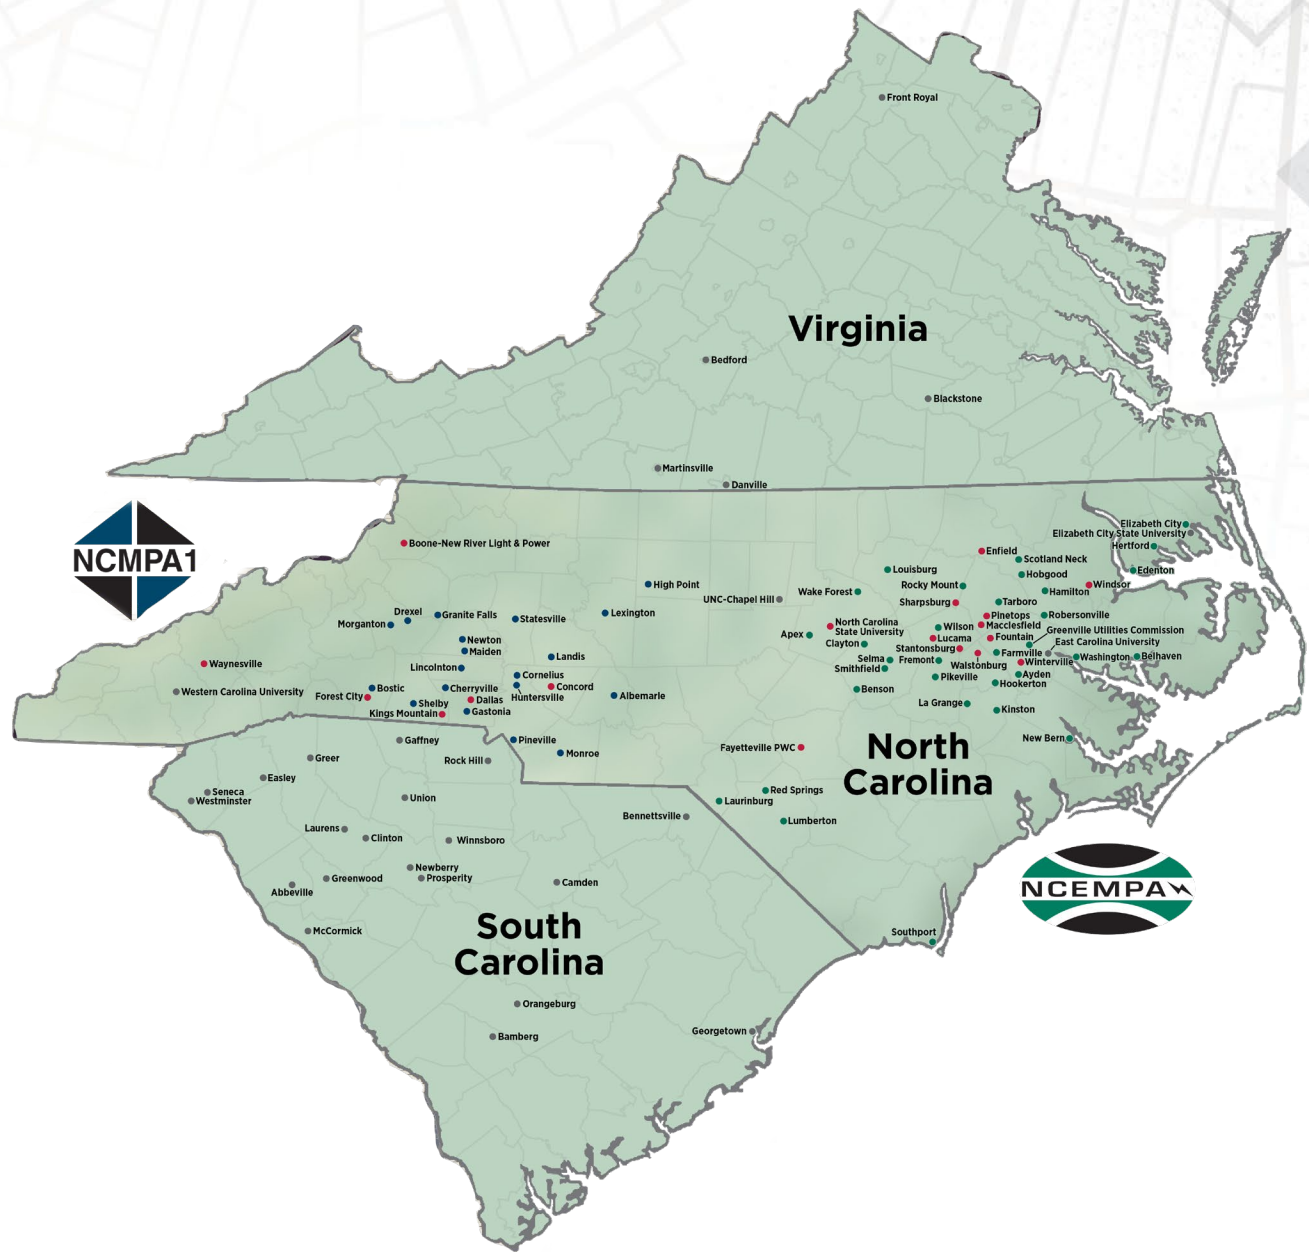 Front Royal
Virginia
Bedford
Blackstone
Martinsville
Danville
NCMPA1
Boone-New River Light & Power
Elizabeth City
Elizabeth City State University
Hertford
Enfield
Scotland Neck
Edenton
Louisburg
Hobgood
High Point
Rocky Mount
Windsor
Wake Forest
Hamilton
UNC-Chapel Hill
Sharpsburg
Tarboro
Drexel
Granite Falls
Lexington
Pinetops
Robersonville
Morganton
Statesville
North Carolina
State University
Wilson
Macclesfield
Greenville Utilities Commission
Apex
Lucama
Fountain
East Carolina University
Newton
Clayton
Stantonsburg
Maiden
Landis
Farmville
Washington
Belhaven
Waynesville
Selma
Fremont
Walstonburg
Winterville
Lincolnton
Smithfield
Cornelius
Pikeville
Ayden
Western Carolina University
Bostic
Cherryville
Concord
Hookerton
Forest City
Huntersville
Albemarle
Benson
Shelby
Dallas
La Grange
Kings Mountain
Gastonia
Kinston
Gaffney
Pineville
New Bern
Fayetteville PWC
North
Carolina
Greer
Rock Hill
Monroe
Easley
Seneca
Westminster
Union
Red Springs
Laurinburg
Bennettsville
Lumberton
Laurens
Clinton
Winnsboro
Newberry
Prosperity
Greenwood
Abbeville
Camden
NCEMPA
McCormick
South
Carolina
Southport
Orangeburg
Georgetown
Bamberg